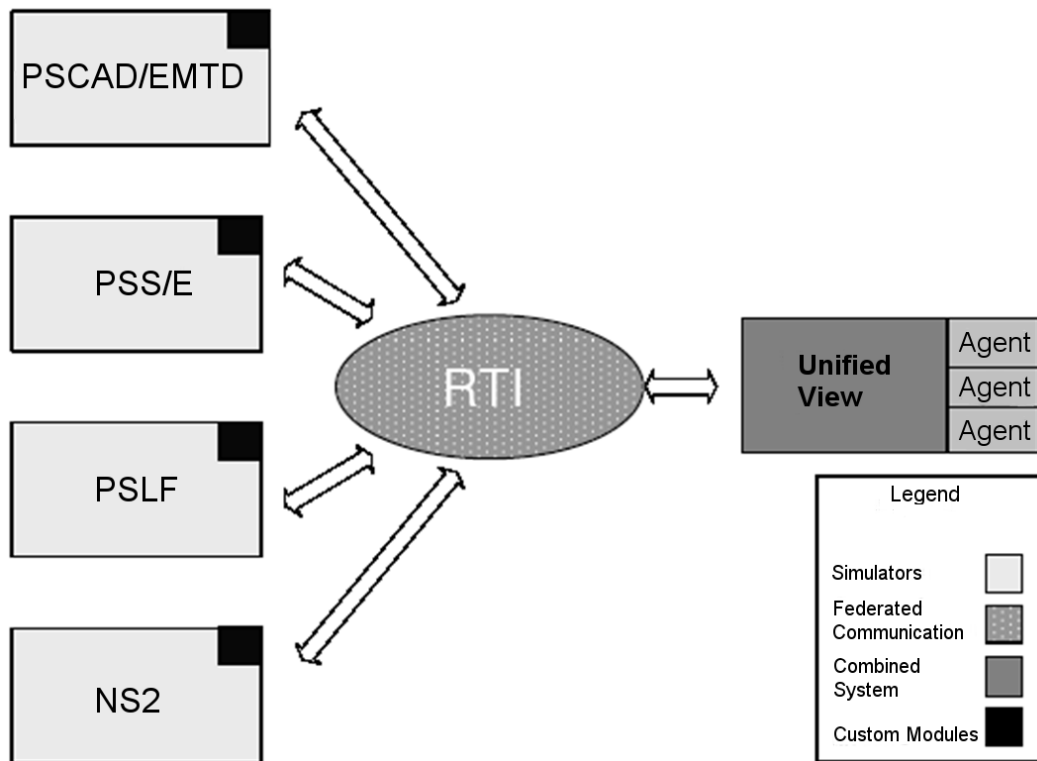 PSCAD/EMTD
PSS/E
PSLF
NS2
RTI
Unified
View
Agent
Agent
Agent
Legend
Simulators
Federated
Communication
Combined
System
Custom Modules